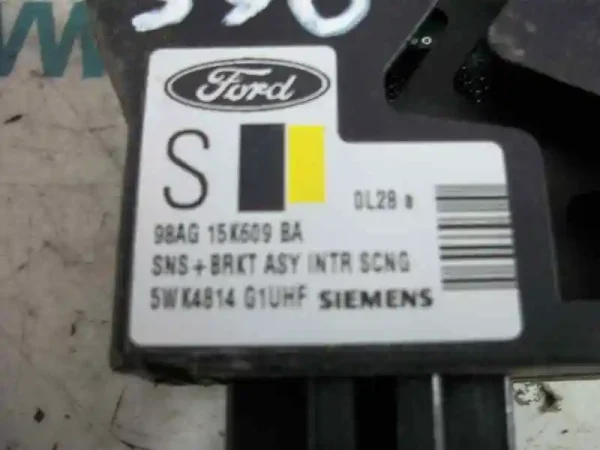 Ford
S
0L28 a
98AG 15K609 BA
SNS+BRKT ASY INTR SCNG
5WK4814 G1UHF SIEMENS